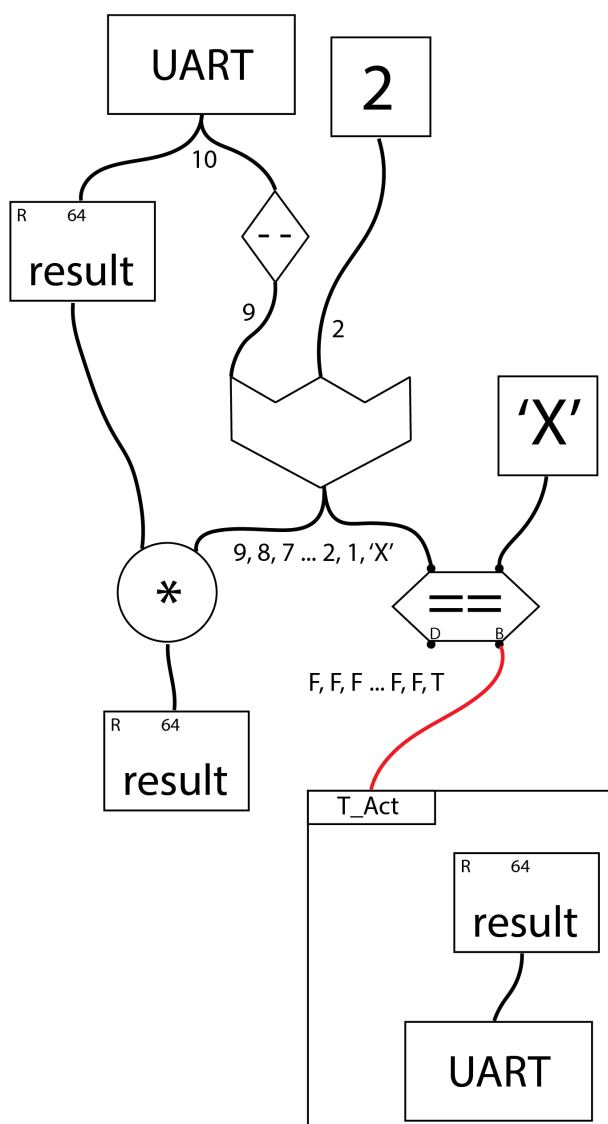 UART
2
10
R 64
result
- -
9
2
‘X’
9, 8, 7 ... 2, 1, ‘X’
*
==
D B
F, F, F ... F, F, T
R 64
result
T_Act
R 64
result
UART